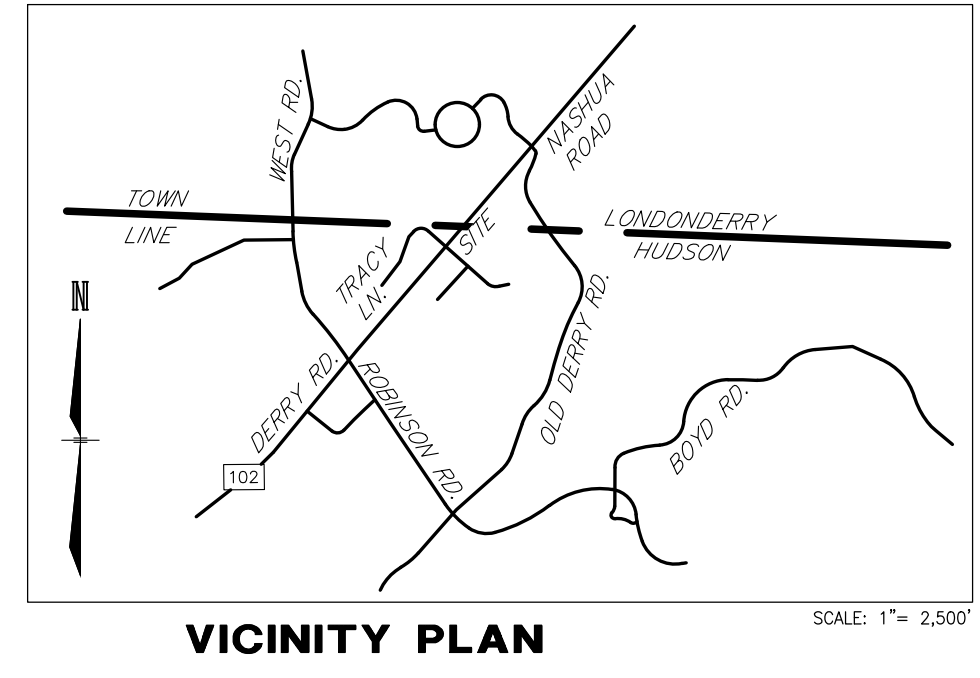 WEST RD.
NASHUA
ROAD
TOWN
LINE
LONDONDERRY
HUDSON
SITE
TRACY
LN.
N
OLD DERRY RD.
DERRY RD.
ROBINSON RD.
BOYD RD.
102
SCALE: 1"= 2,500'
VICINITY PLAN